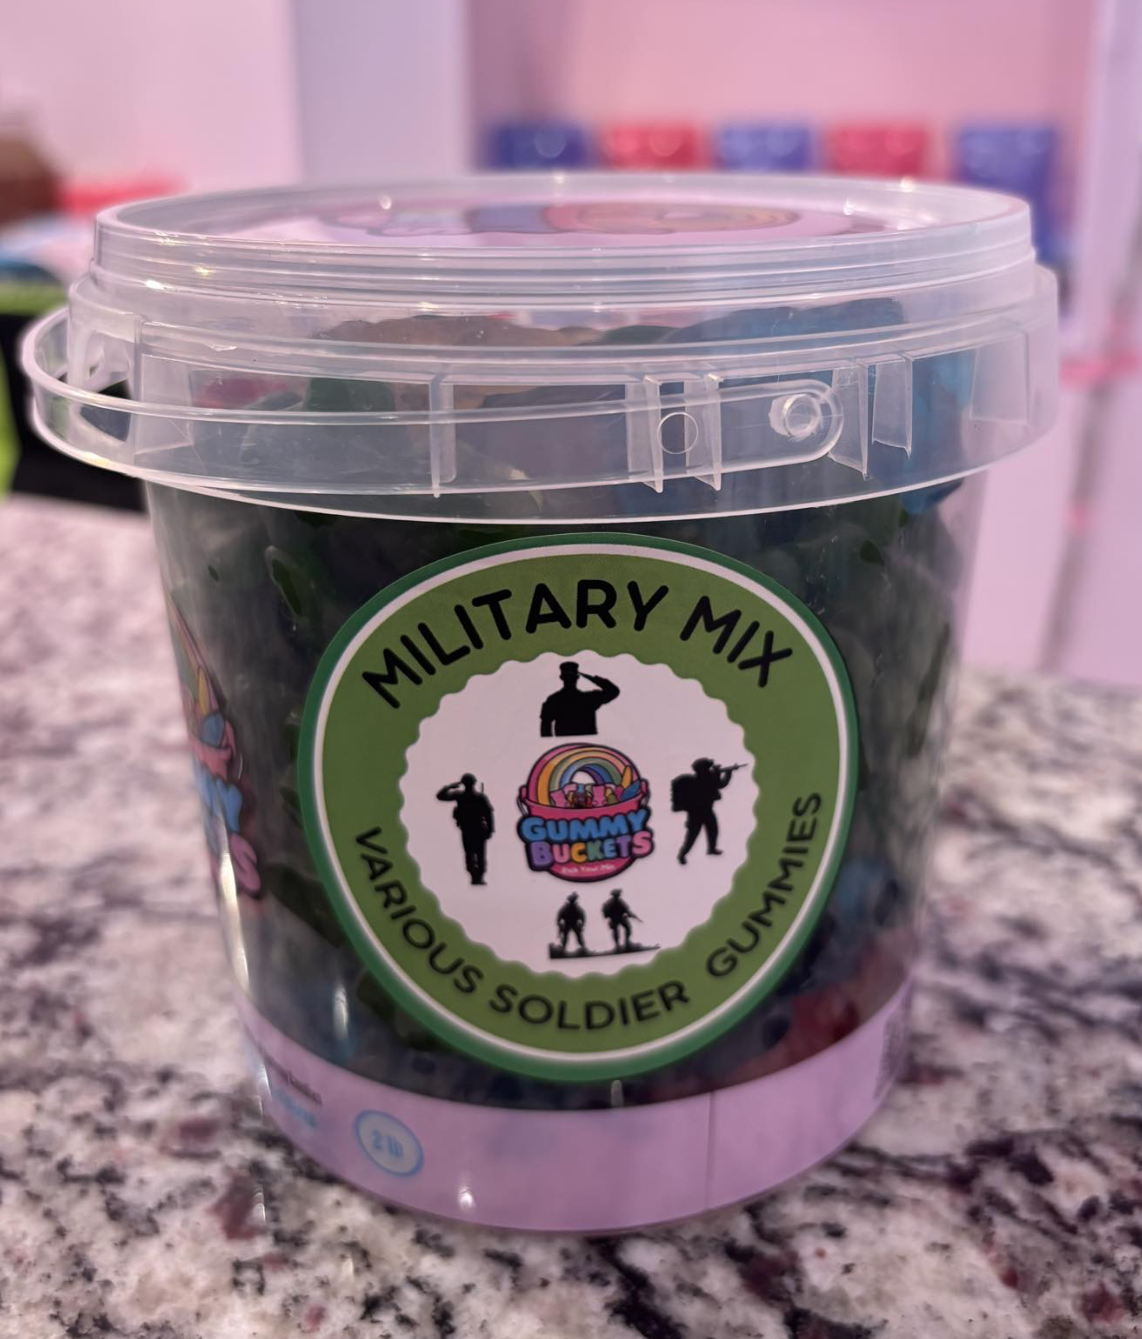 MILITARY MIX
GUMMY
BUCKETS
VARIOUS SOLDIER GUMMIES
2 lb